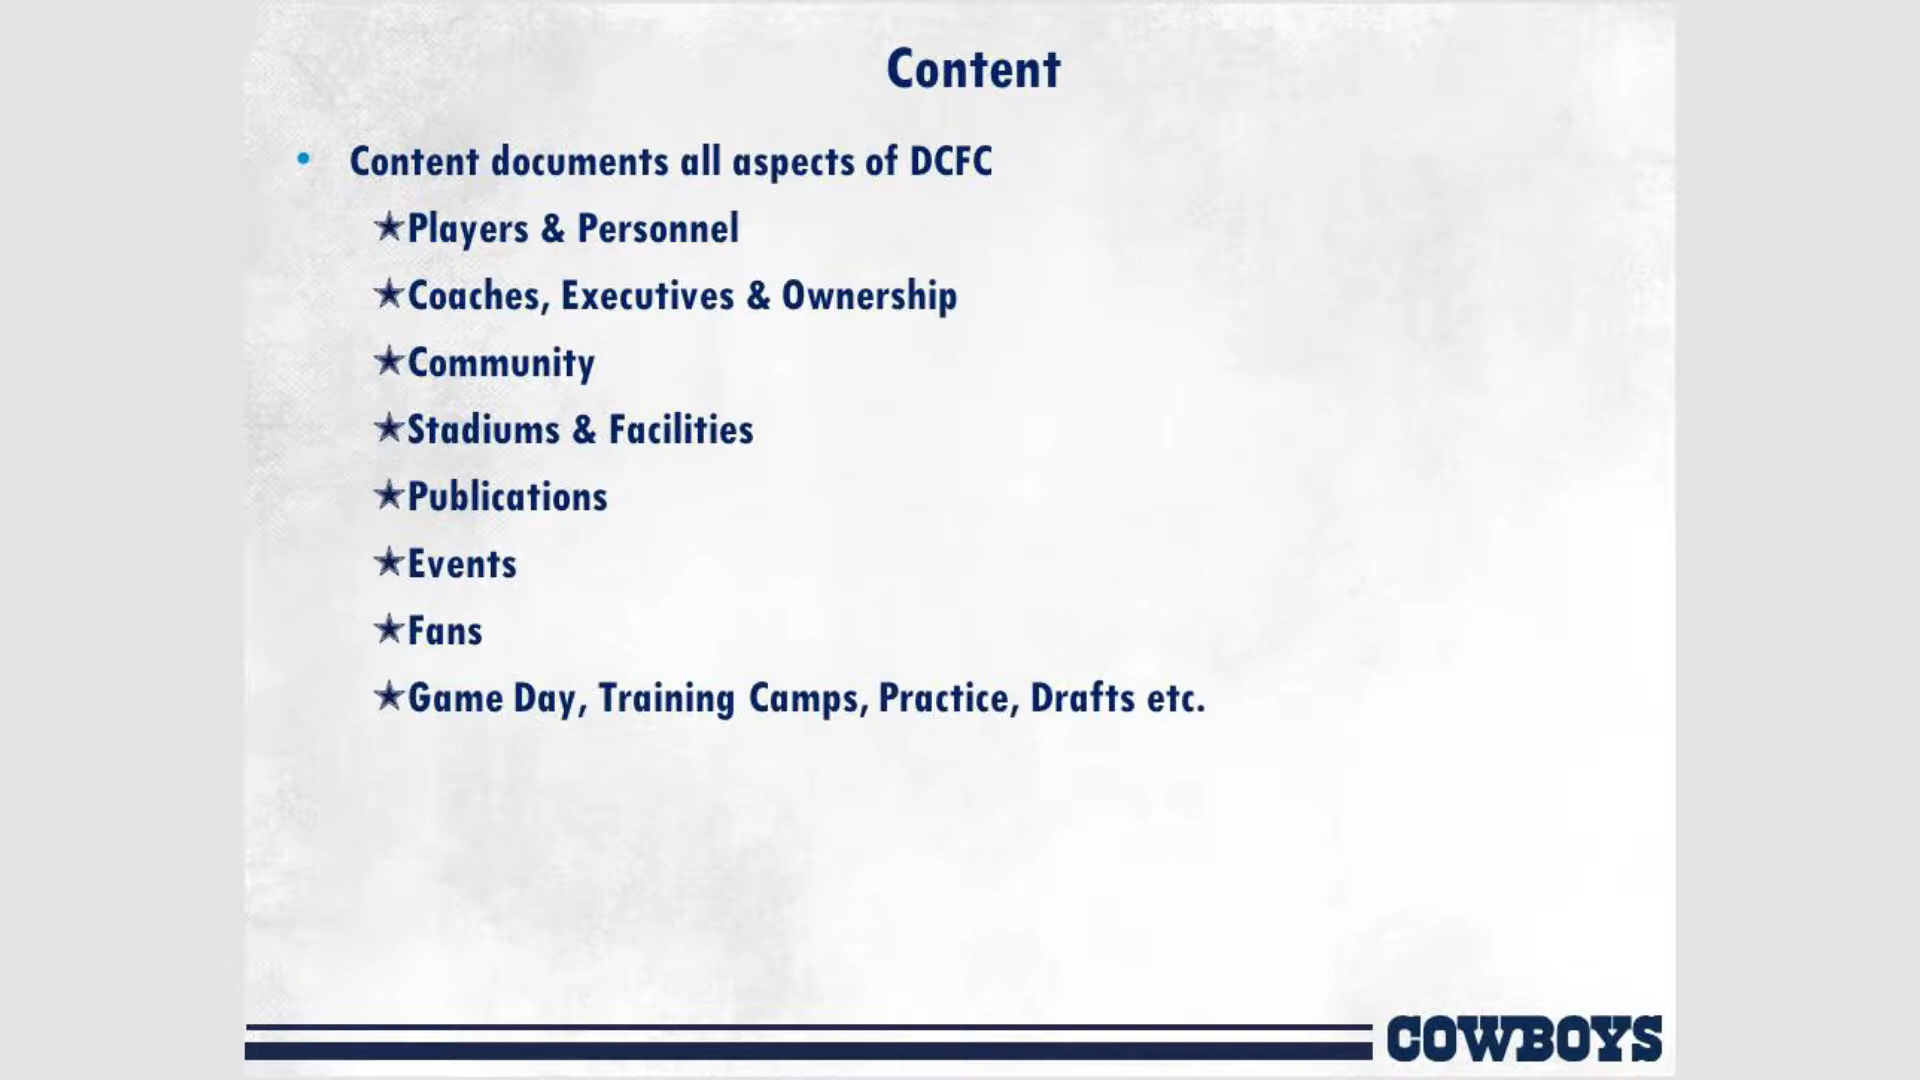 Content
• Content documents all aspects of DCFC
★Players & Personnel
★Coaches, Executives & Ownership
★Community
★Stadiums & Facilities
★Publications
★Events
★Fans
★Game Day, Training Camps, Practice, Drafts etc.
COWBOYS